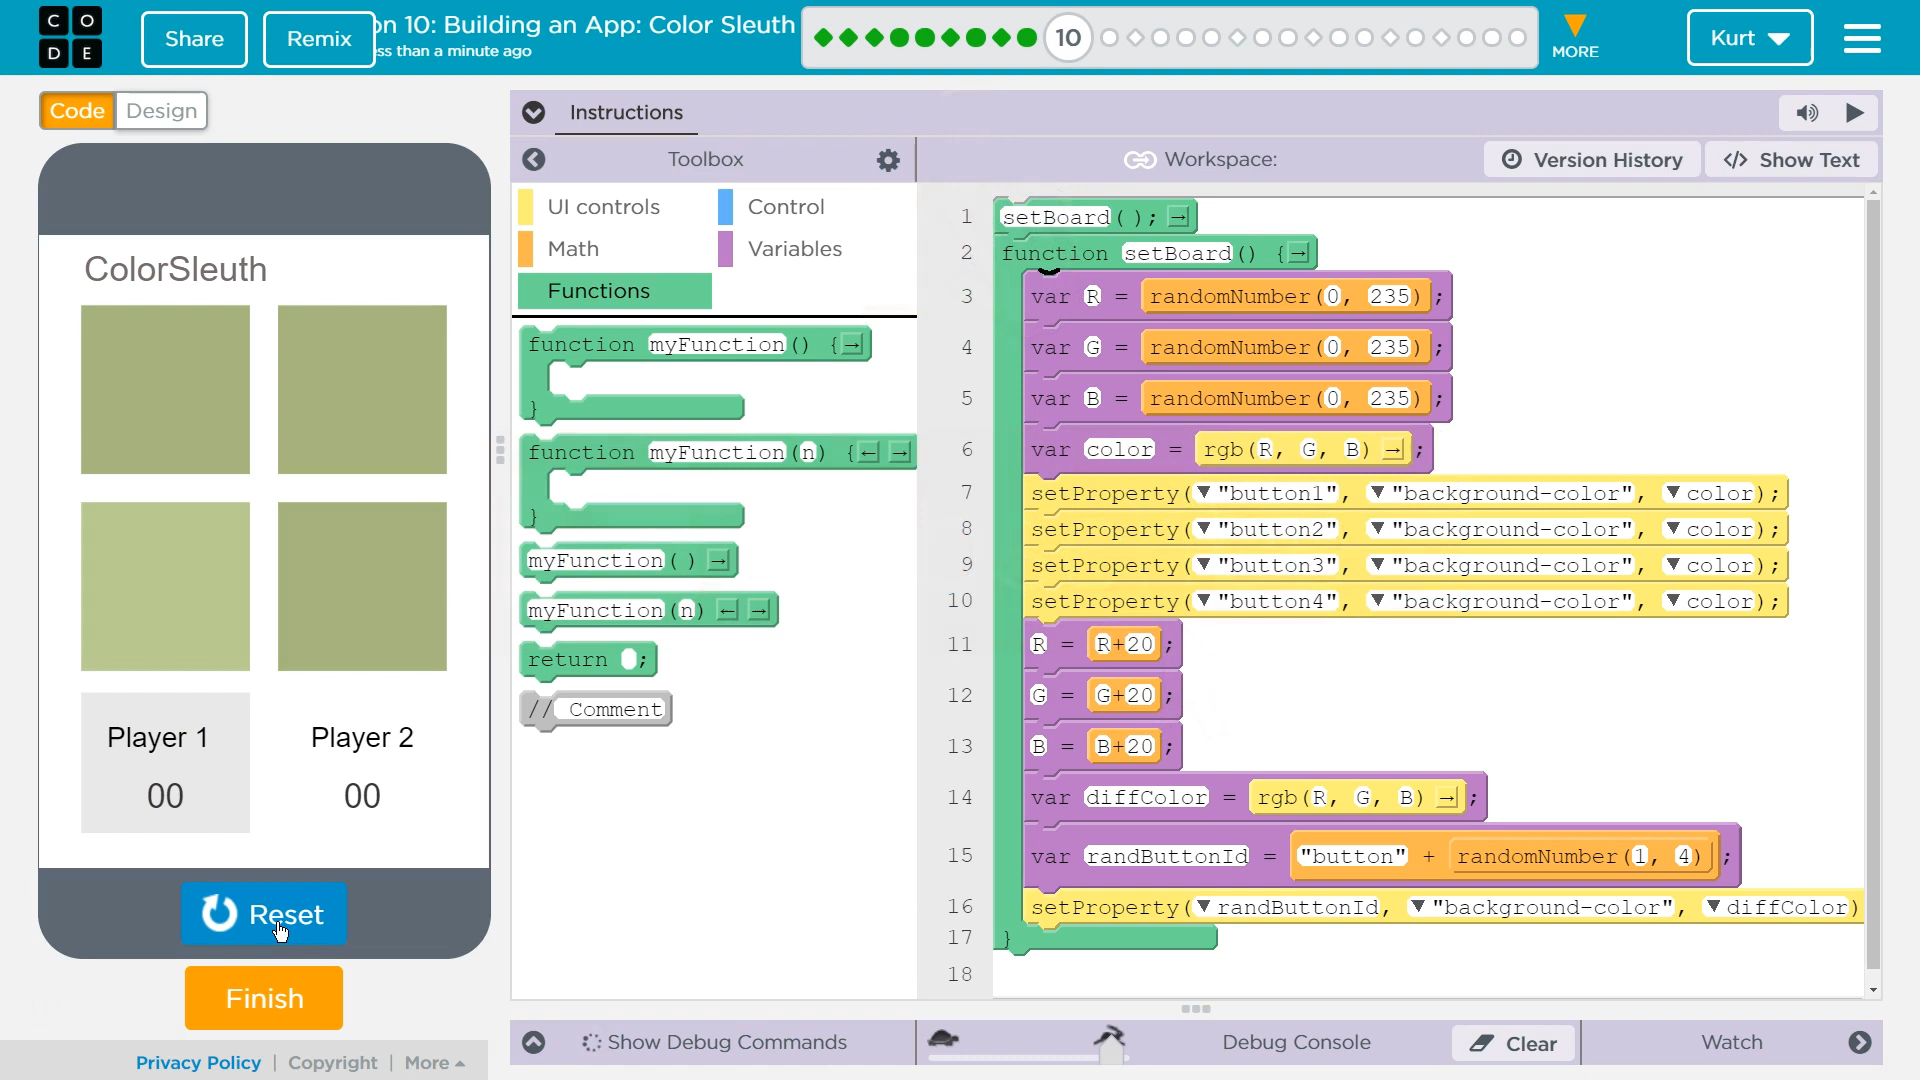 C O
D E
Share
Remix
on 10: Building an App: Color Sleuth
ess than a minute ago
10
MORE
Kurt
Code
Design
Instructions
Toolbox
Workspace:
Version History
</> Show Text
UI controls
Control
Math
Variables
Functions
function myFunction() {
}
function myFunction(n) {
}
myFunction()
myFunction(n)
return ;
// Comment
1 setBoard();
2 function setBoard() {
3 var R = randomNumber(0, 235);
4 var G = randomNumber(0, 235);
5 var B = randomNumber(0, 235);
6 var color = rgb(R, G, B);
7 setProperty("button1", "background-color", color);
8 setProperty("button2", "background-color", color);
9 setProperty("button3", "background-color", color);
10 setProperty("button4", "background-color", color);
11 R = R+20;
12 G = G+20;
13 B = B+20;
14 var diffColor = rgb(R, G, B);
15 var randButtonId = "button" + randomNumber(1, 4);
16 setProperty(randButtonId, "background-color", diffColor)
17 }
18
ColorSleuth
Player 1
Player 2
00
00
Reset
Finish
Privacy Policy | Copyright | More
Show Debug Commands
Debug Console
Clear
Watch